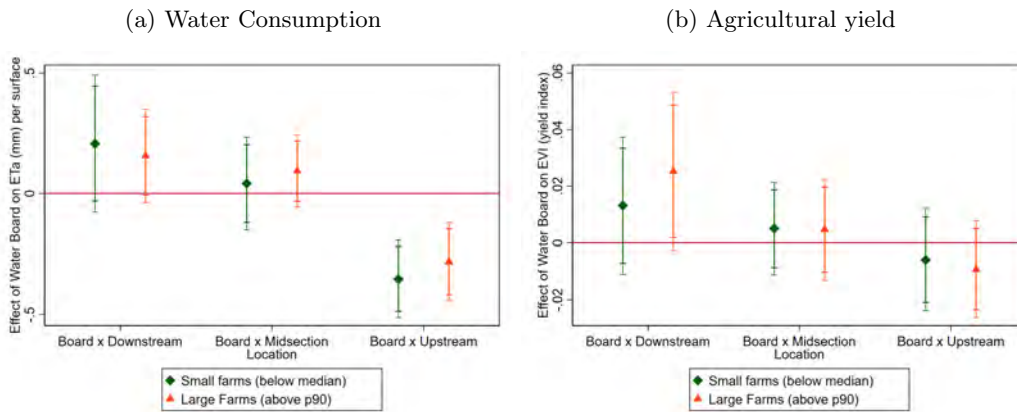 (a) Water Consumption
Effect of Water Board on ETa (mm) per surface
.5
0
-.5
Board x Downstream
Board x Midsection
Board x Upstream
Location
Small farms (below median)
Large Farms (above p90)
(b) Agricultural yield
Effect of Water Board on EVI (yield index)
.06
.04
.02
0
-.02
Board x Downstream
Board x Midsection
Board x Upstream
Location
Small farms (below median)
Large Farms (above p90)